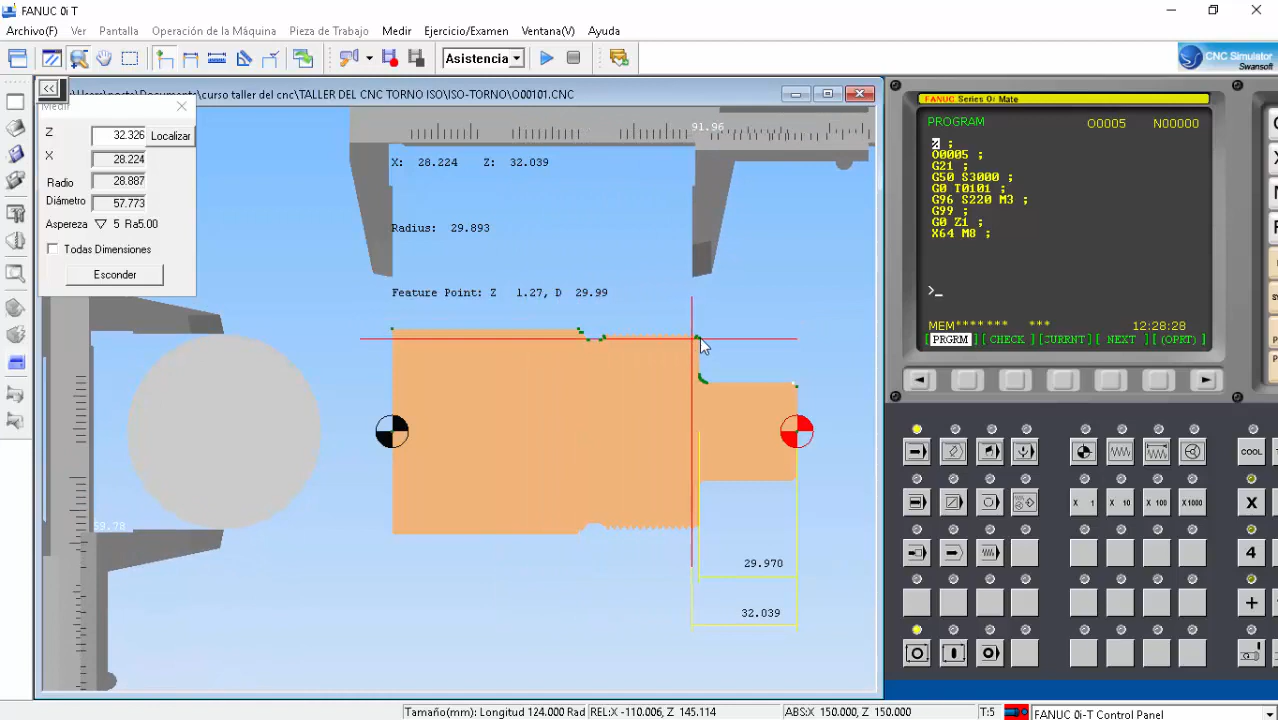 FANUC 0i T
Archivo(F) Ver Pantalla Operación de la Máquina Pieza de Trabajo Medir Ejercicio/Examen Ventana(V) Ayuda
Asistencia
CNC Simulator
Swansoft
curso taller del cnc\TALLER DEL CNC TORNO ISO\ISO-TORNO\O00101.CNC
Medir
Z 32.326 Localizar
X 28.224
Radio 28.887
Diámetro 57.773
Aspereza 5 Ra5.00
Todas Dimensiones
Esconder
91.96
X: 28.224 Z: 32.039
Radius: 29.893
Feature Point: Z 1.27, D 29.99
59.78
29.970
32.039
FANUC Series 0i Mate
PROGRAM O0005 N00000
X ;
O0005 ;
G21 ;
G50 S3000 ;
G0 T0101 ;
G96 S220 M3 ;
G99 ;
G0 Z1 ;
X64 M8 ;
>_
MEM******* *** 12:28:28
[ PRGRM ] [ CHECK ] [CURRNT ] [ NEXT ] [ (OPRT) ]
COOL
X 1 X 10 X 100 X1000 X
4
+
Tamaño(mm): Longitud 124.000 Rad REL:X -110.006, Z 145.114 ABS:X 150.000, Z 150.000 T:5 FANUC 0i-T Control Panel